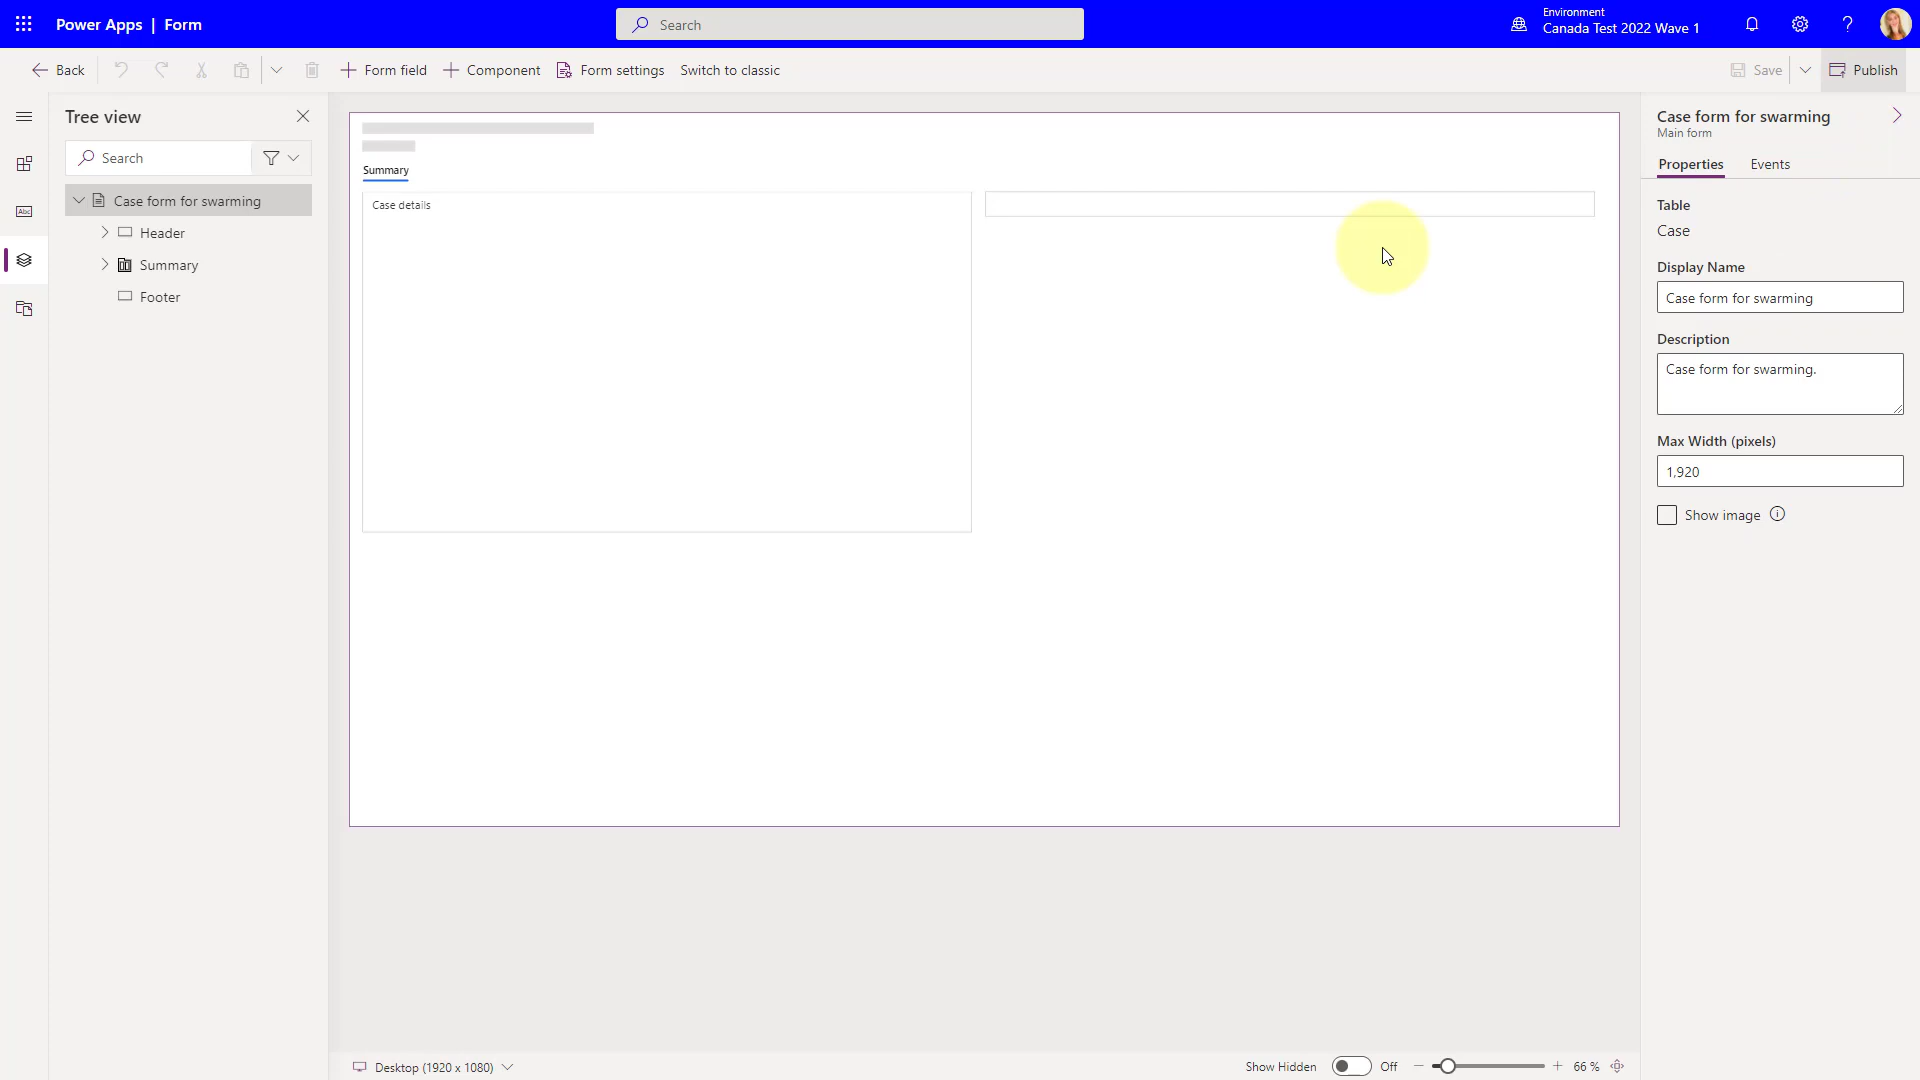 Power Apps | Form
Search
Environment
Canada Test 2022 Wave 1
Back
Form field
Component
Form settings
Switch to classic
Save
Publish
Tree view
Search
Case form for swarming
Header
Summary
Footer
Abc
Summary
Case details
Case form for swarming
Main form
Properties
Events
Table
Case
Display Name
Case form for swarming
Description
Case form for swarming.
Max Width (pixels)
1,920
Show image
Desktop (1920 x 1080)
Show Hidden
Off
66 %